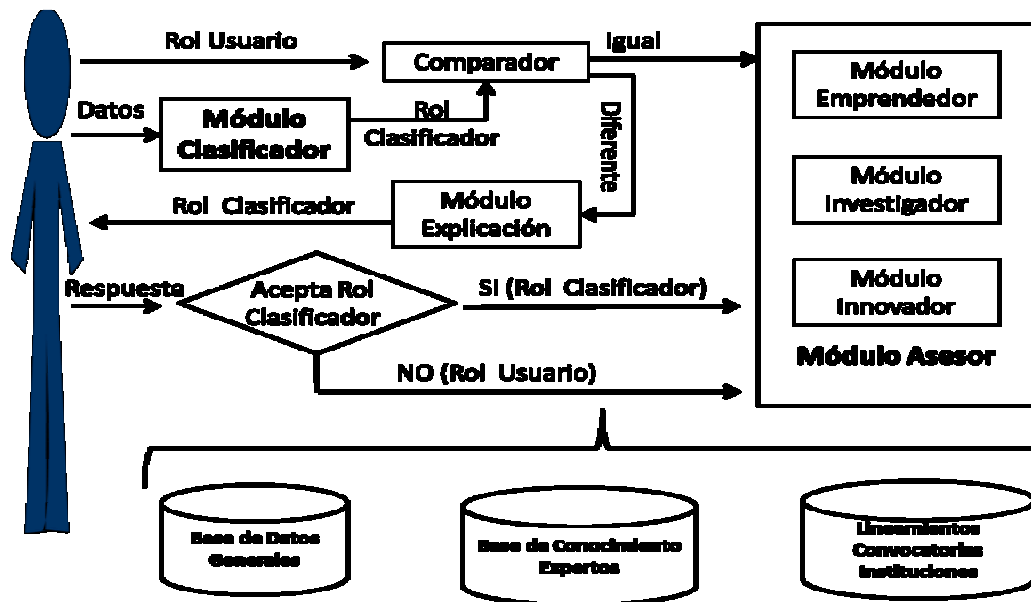 Rol Usuario
Comparador
Igual
Módulo
Emprendedor
Datos
Módulo
Clasificador
Rol
Clasificador
Diferente
Módulo
Investigador
Rol Clasificador
Módulo
Explicación
Respuesta
Acepta Rol
Clasificador
SI (Rol Clasificador)
Módulo
Innovador
Módulo Asesor
NO (Rol Usuario)
Base de Datos
Generales
Base de Conocimiento
Expertos
Lineamientos
Convocatorias
Instituciones